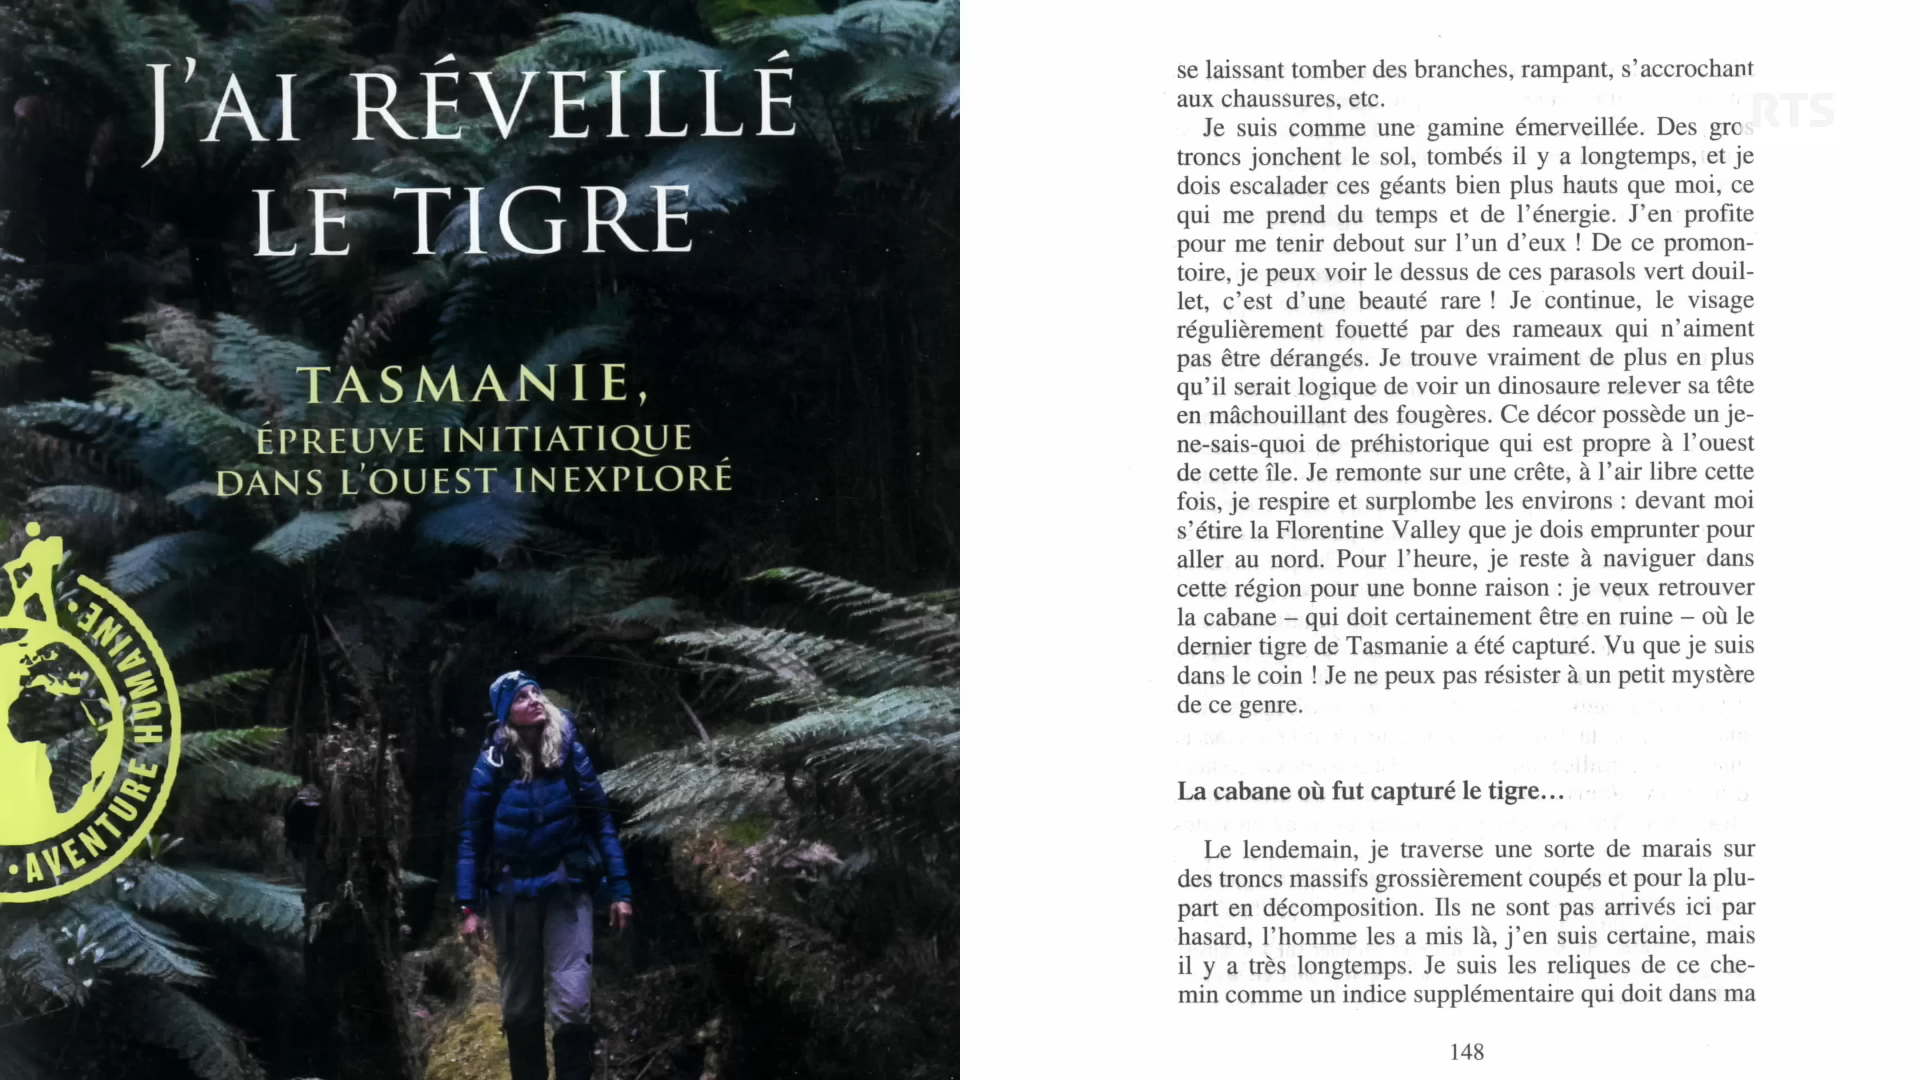 J'AI RÉVEILLÉ
LE TIGRE
TASMANIE,
ÉPREUVE INITIATIQUE
DANS L'OUEST INEXPLORÉ
• AVENTURE HUMAINE •
se laissant tomber des branches, rampant, s'accrochant
aux chaussures, etc.
Je suis comme une gamine émerveillée. Des gros
troncs jonchent le sol, tombés il y a longtemps, et je
dois escalader ces géants bien plus hauts que moi, ce
qui me prend du temps et de l'énergie. J'en profite
pour me tenir debout sur l'un d'eux ! De ce promon-
toire, je peux voir le dessus de ces parasols vert douil-
let, c'est d'une beauté rare ! Je continue, le visage
régulièrement fouetté par des rameaux qui n'aiment
pas être dérangés. Je trouve vraiment de plus en plus
qu'il serait logique de voir un dinosaure relever sa tête
en mâchouillant des fougères. Ce décor possède un je-
ne-sais-quoi de préhistorique qui est propre à l'ouest
de cette île. Je remonte sur une crête, à l'air libre cette
fois, je respire et surplombe les environs : devant moi
s'étire la Florentine Valley que je dois emprunter pour
aller au nord. Pour l'heure, je reste à naviguer dans
cette région pour une bonne raison : je veux retrouver
la cabane – qui doit certainement être en ruine – où le
dernier tigre de Tasmanie a été capturé. Vu que je suis
dans le coin ! Je ne peux pas résister à un petit mystère
de ce genre.
La cabane où fut capturé le tigre…
Le lendemain, je traverse une sorte de marais sur
des troncs massifs grossièrement coupés et pour la plu-
part en décomposition. Ils ne sont pas arrivés ici par
hasard, l'homme les a mis là, j'en suis certaine, mais
il y a très longtemps. Je suis les reliques de ce che-
min comme un indice supplémentaire qui doit dans ma
148
RTS